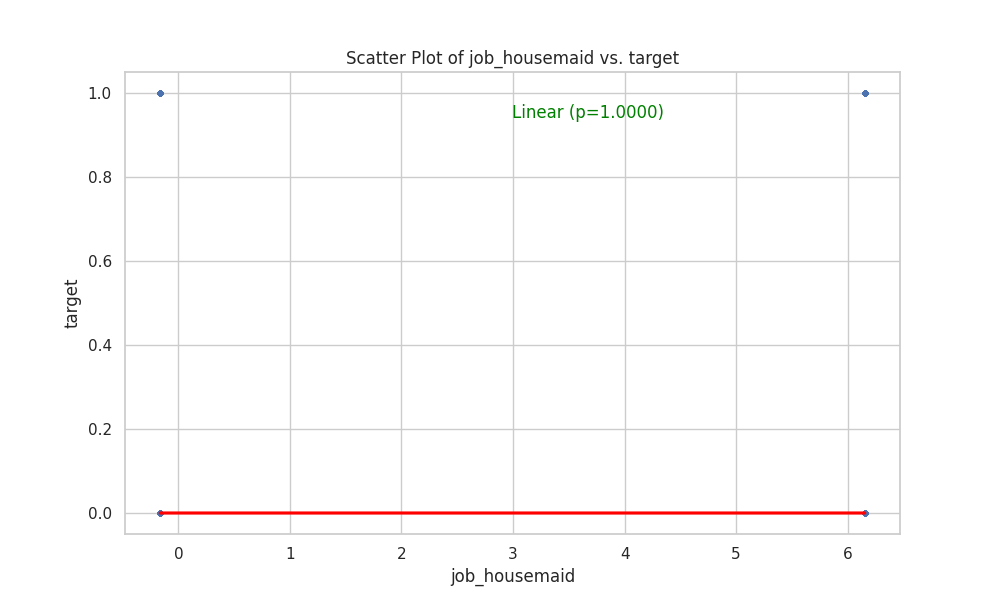 Scatter Plot of job_housemaid vs. target
Linear (p=1.0000)
target
1.0
0.8
0.6
0.4
0.2
0.0
0 1 2 3 4 5 6
job_housemaid